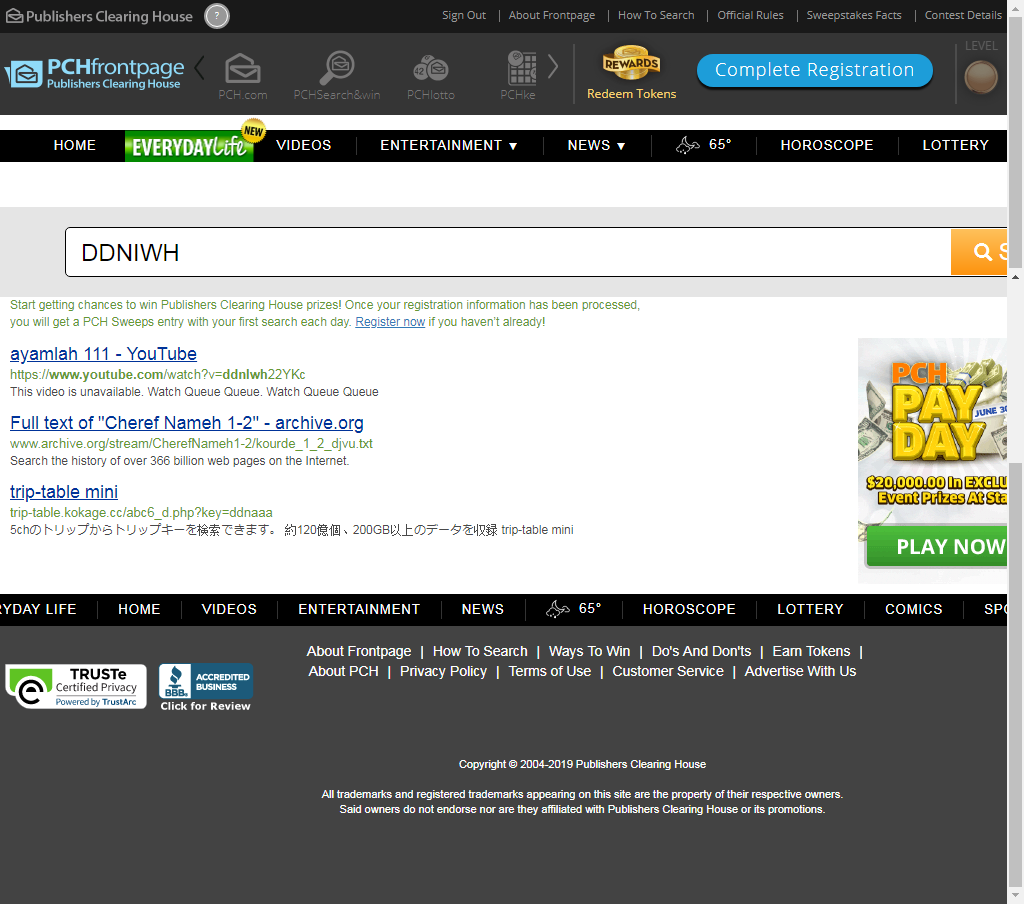 Publishers Clearing House ?
Sign Out | About Frontpage | How To Search | Official Rules | Sweepstakes Facts | Contest Details
PCHfrontpage
Publishers Clearing House
PCH.com
PCHSearch&win
42
PCHlotto
PCHke
REWARDS
Redeem Tokens
Complete Registration
LEVEL
HOME
EVERYDAY Life
NEW
VIDEOS
ENTERTAINMENT ▼
NEWS ▼
65°
HOROSCOPE
LOTTERY
DDNIWH
S
Start getting chances to win Publishers Clearing House prizes! Once your registration information has been processed,
you will get a PCH Sweeps entry with your first search each day. Register now if you haven't already!
ayamlah 111 - YouTube
https://www.youtube.com/watch?v=ddnlwh22YKc
This video is unavailable. Watch Queue Queue. Watch Queue Queue
Full text of "Cheref Nameh 1-2" - archive.org
www.archive.org/stream/CherefNameh1-2/kourde_1_2_djvu.txt
Search the history of over 366 billion web pages on the Internet.
trip-table mini
trip-table.kokage.cc/abc6_d.php?key=ddnaaa
5chのトリップからトリップキーを検索できます。 約120億個、200GB以上のデータを収録 trip-table mini
PCH
PAY
DAY
JUNE 30
$20,000.00 In EXCLU
Event Prizes At Sta
PLAY NOW
RYDAY LIFE
HOME
VIDEOS
ENTERTAINMENT
NEWS
65°
HOROSCOPE
LOTTERY
COMICS
SPO
About Frontpage | How To Search | Ways To Win | Do's And Don'ts | Earn Tokens |
About PCH | Privacy Policy | Terms of Use | Customer Service | Advertise With Us
TRUSTe
Certified Privacy
Powered by TrustArc
BBB.
ACCREDITED
BUSINESS
Click for Review
Copyright © 2004-2019 Publishers Clearing House
All trademarks and registered trademarks appearing on this site are the property of their respective owners.
Said owners do not endorse nor are they affiliated with Publishers Clearing House or its promotions.